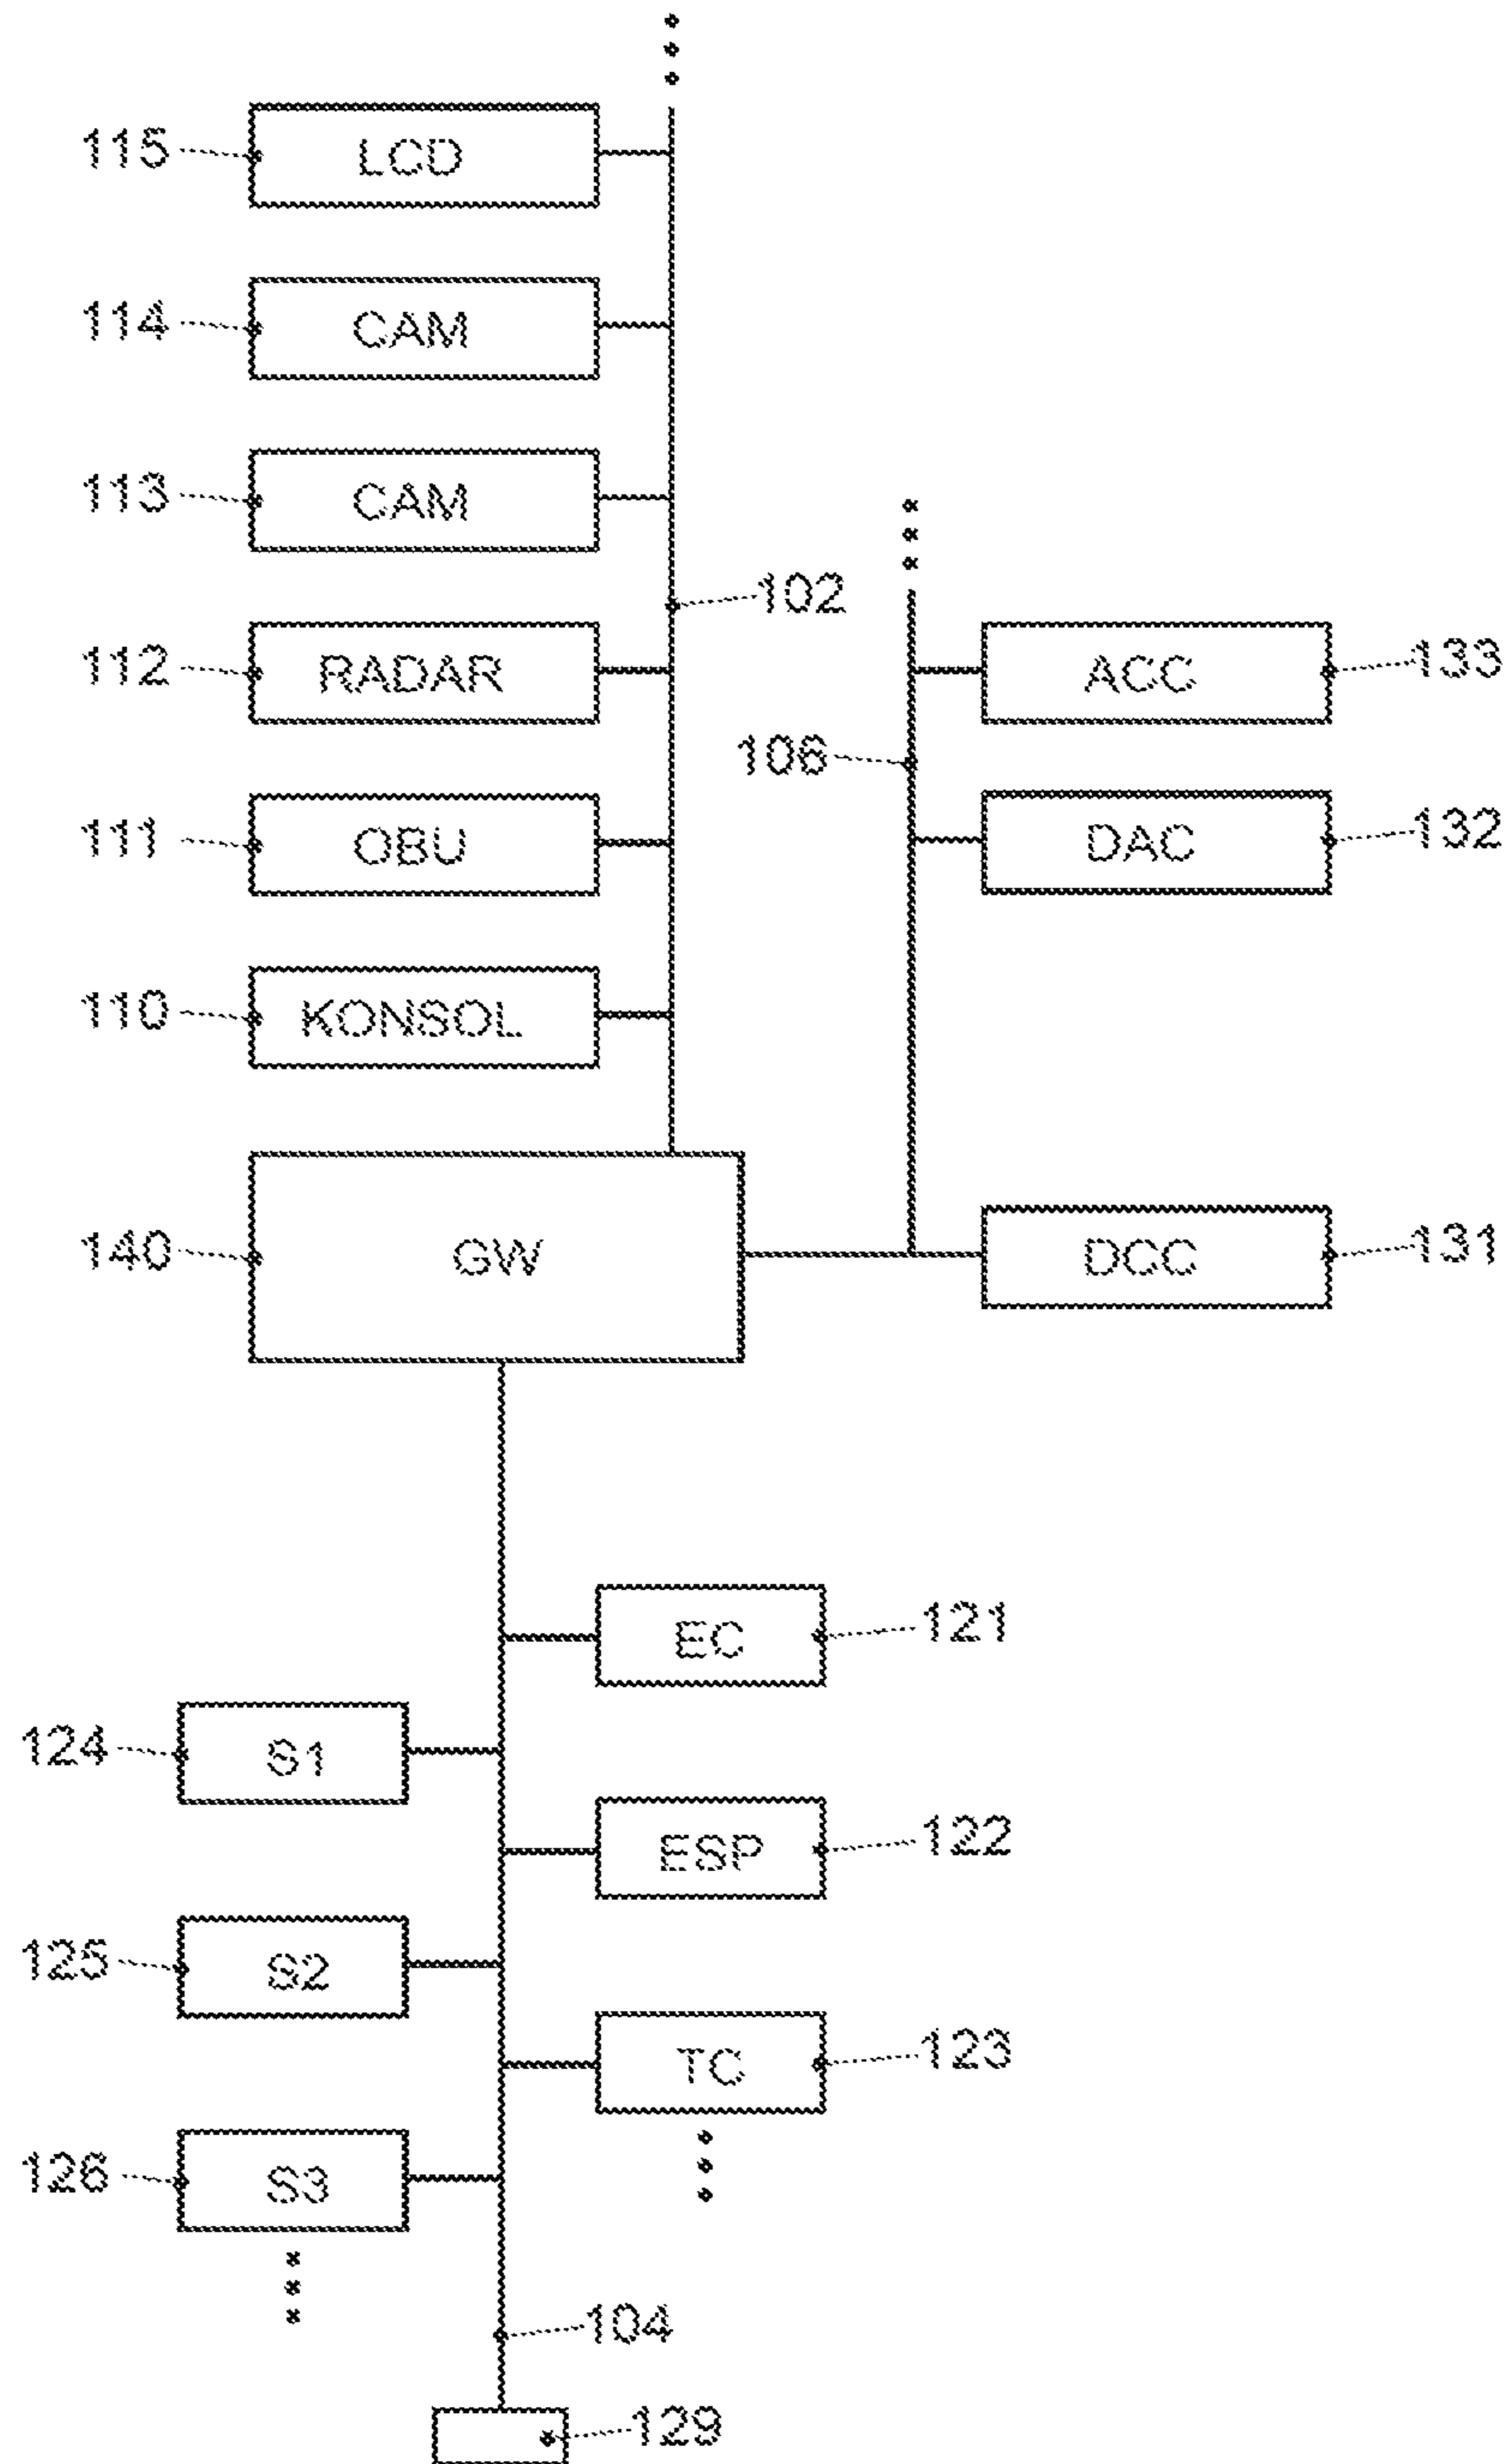 115 LCD
114 CAM
113 CAM
102
112 RADAR
ACC 133
106
111 OBU
DAC 132
110 KONSOL
140 GW
DCC 131
EC 121
124 S1
ESP 122
125 S2
TC 123
126 S3
104
129